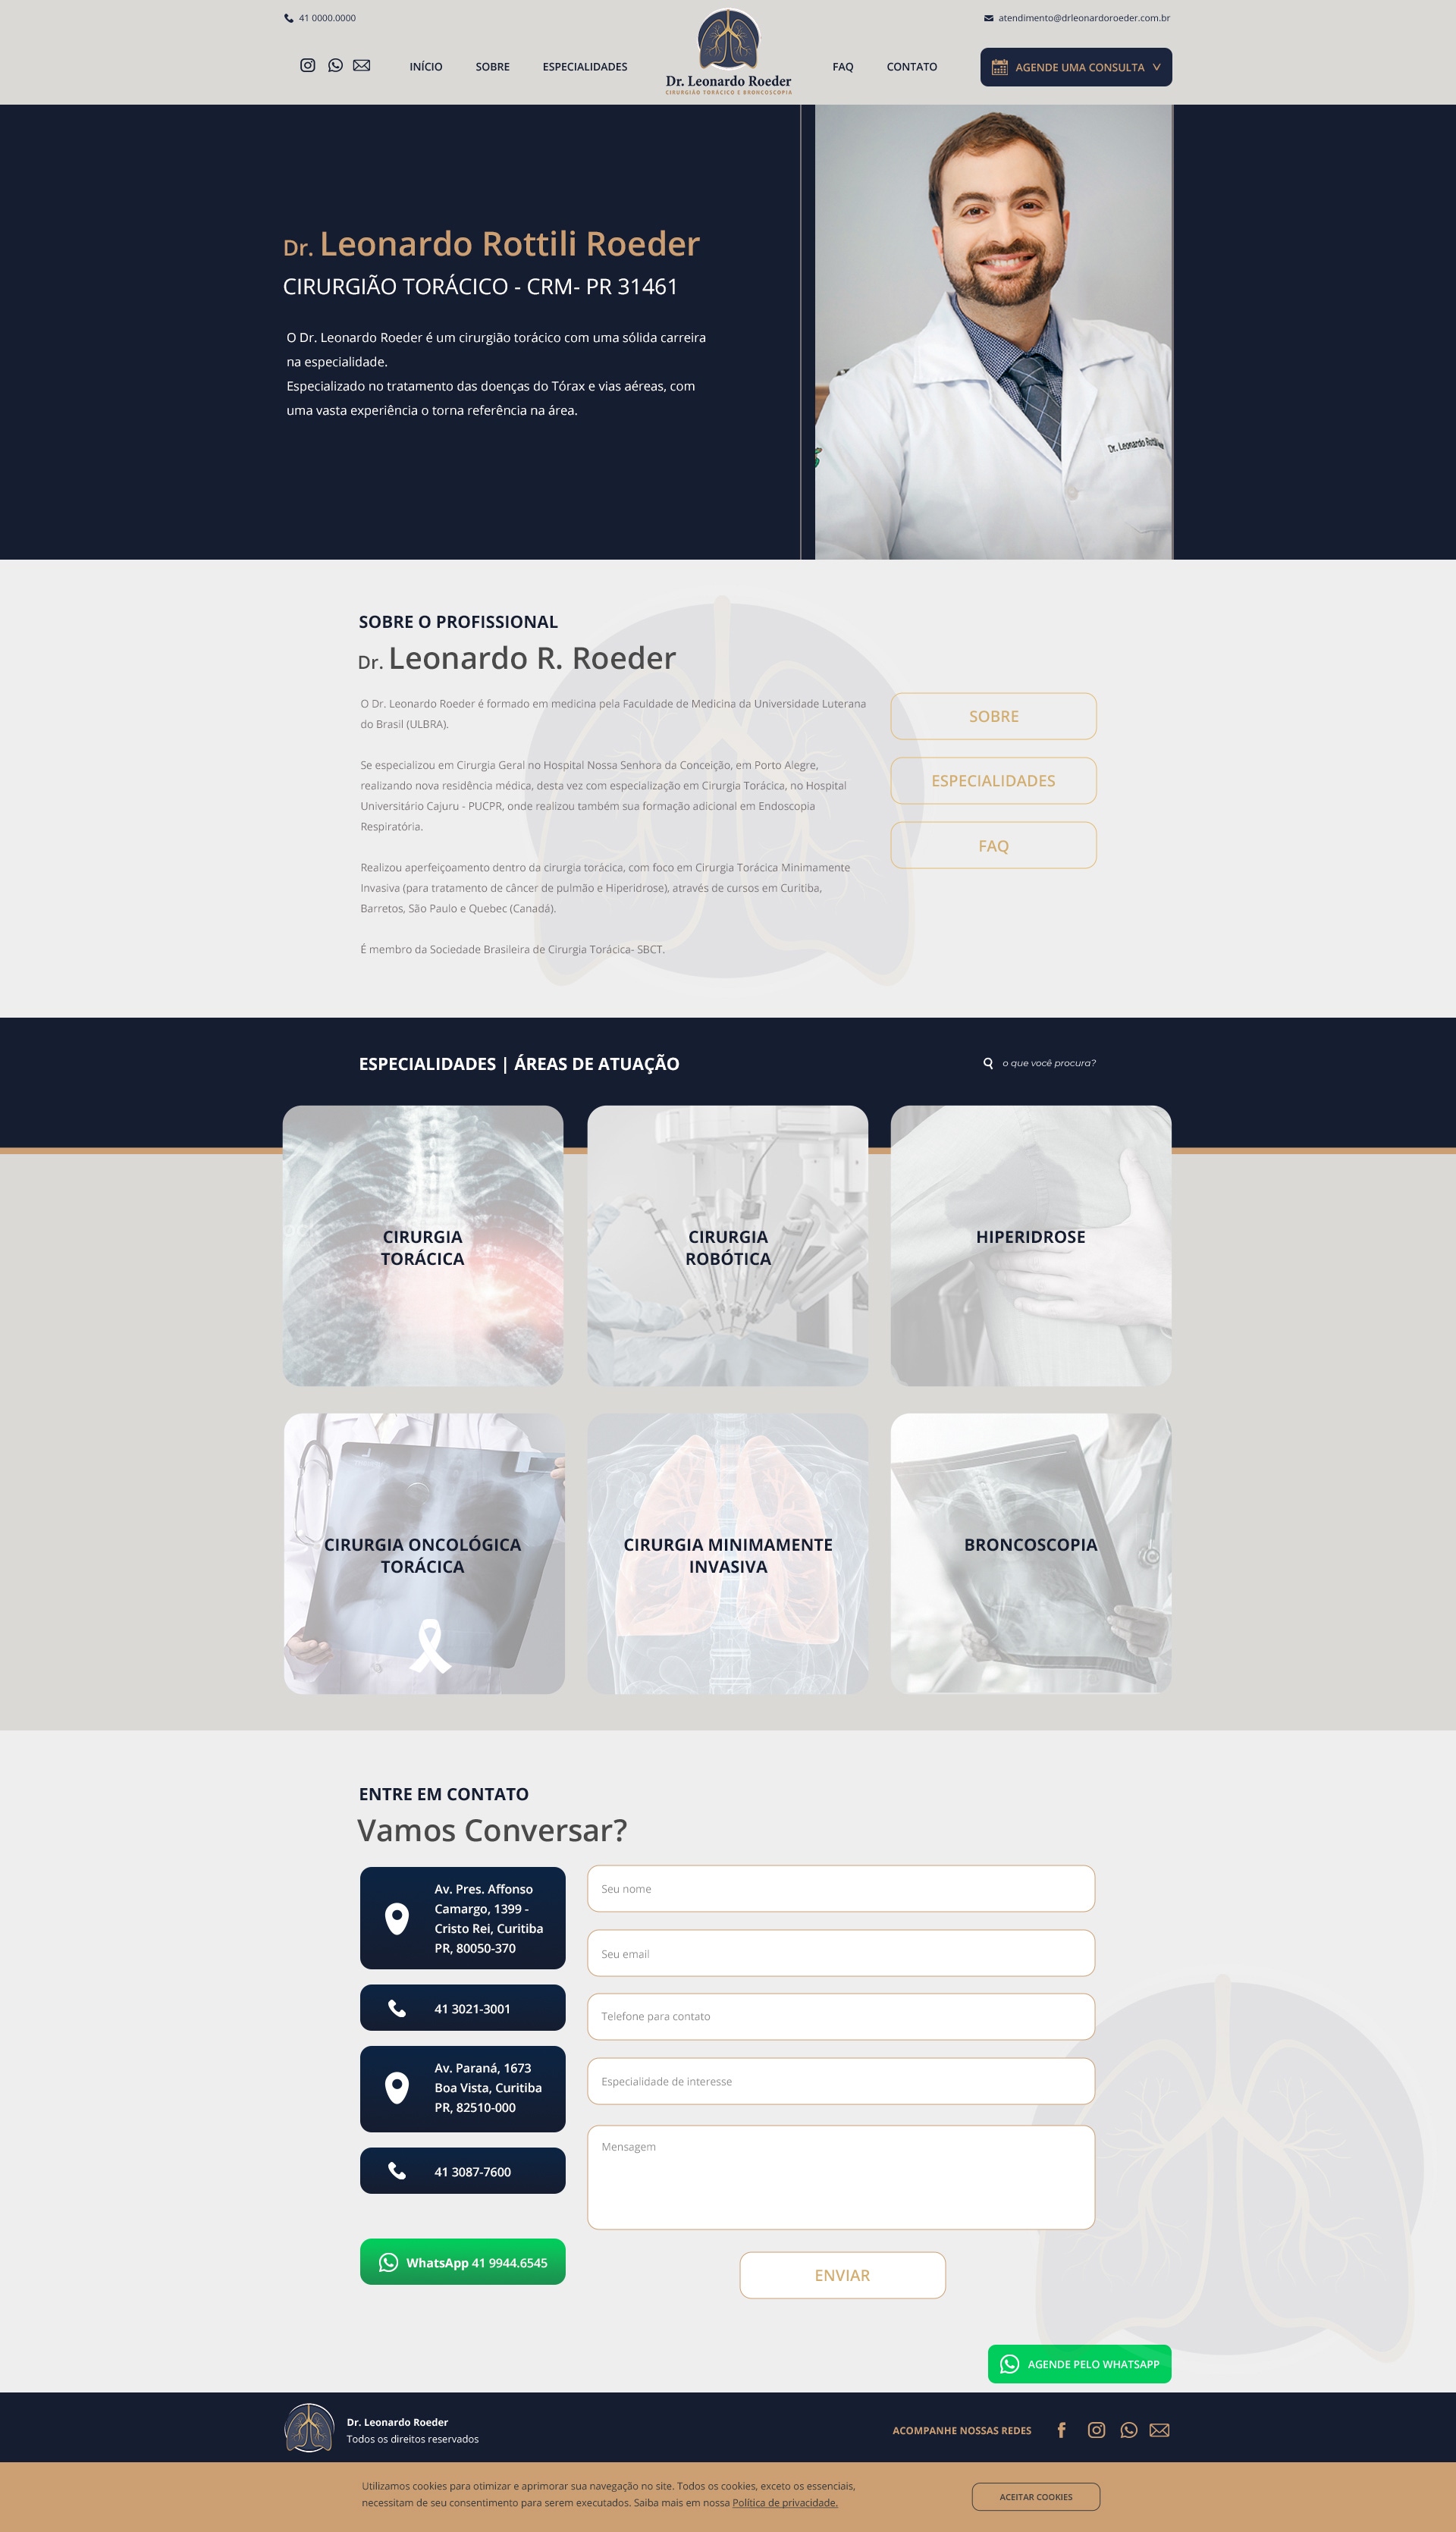 41 0000.0000
atendimento@drleonardoroeder.com.br
INÍCIO
SOBRE
ESPECIALIDADES
Dr. Leonardo Roeder
CIRURGIÃO TORÁCICO E BRONCOSCOPIA
FAQ
CONTATO
AGENDE UMA CONSULTA
Dr. Leonardo Rottili Roeder
CIRURGIÃO TORÁCICO - CRM- PR 31461
O Dr. Leonardo Roeder é um cirurgião torácico com uma sólida carreira
na especialidade.
Especializado no tratamento das doenças do Tórax e vias aéreas, com
uma vasta experiência o torna referência na área.
Dr. Leonardo Rottili
SOBRE O PROFISSIONAL
Dr. Leonardo R. Roeder
O Dr. Leonardo Roeder é formado em medicina pela Faculdade de Medicina da Universidade Luterana
do Brasil (ULBRA).
Se especializou em Cirurgia Geral no Hospital Nossa Senhora da Conceição, em Porto Alegre,
realizando nova residência médica, desta vez com especialização em Cirurgia Torácica, no Hospital
Universitário Cajuru - PUCPR, onde realizou também sua formação adicional em Endoscopia
Respiratória.
Realizou aperfeiçoamento dentro da cirurgia torácica, com foco em Cirurgia Torácica Minimamente
Invasiva (para tratamento de câncer de pulmão e Hiperidrose), através de cursos em Curitiba,
Barretos, São Paulo e Quebec (Canadá).
É membro da Sociedade Brasileira de Cirurgia Torácica- SBCT.
SOBRE
ESPECIALIDADES
FAQ
ESPECIALIDADES | ÁREAS DE ATUAÇÃO
o que você procura?
CIRURGIA
TORÁCICA
CIRURGIA
ROBÓTICA
HIPERIDROSE
CIRURGIA ONCOLÓGICA
TORÁCICA
CIRURGIA MINIMAMENTE
INVASIVA
BRONCOSCOPIA
ENTRE EM CONTATO
Vamos Conversar?
Av. Pres. Affonso
Camargo, 1399 -
Cristo Rei, Curitiba
PR, 80050-370
41 3021-3001
Av. Paraná, 1673
Boa Vista, Curitiba
PR, 82510-000
41 3087-7600
WhatsApp 41 9944.6545
Seu nome
Seu email
Telefone para contato
Especialidade de interesse
Mensagem
ENVIAR
AGENDE PELO WHATSAPP
Dr. Leonardo Roeder
Todos os direitos reservados
ACOMPANHE NOSSAS REDES
Utilizamos cookies para otimizar e aprimorar sua navegação no site. Todos os cookies, exceto os essenciais,
necessitam de seu consentimento para serem executados. Saiba mais em nossa Política de privacidade.
ACEITAR COOKIES